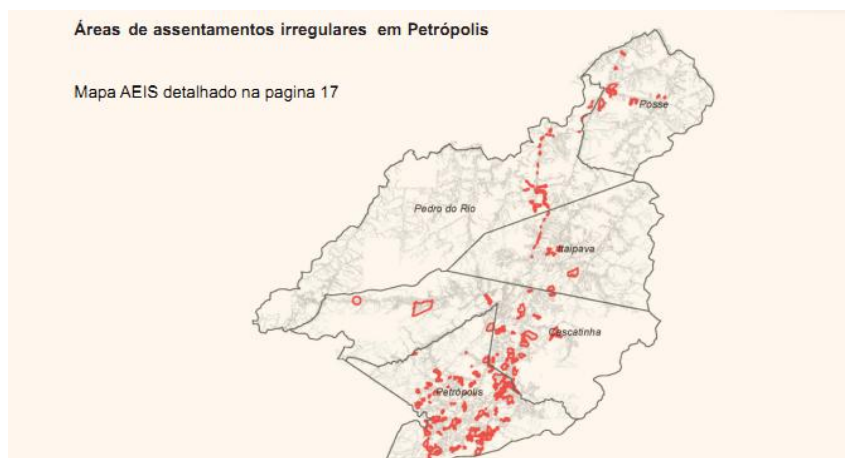 Áreas de assentamentos irregulares em Petrópolis
Mapa AEIS detalhado na pagina 17
Posse
Pedro do Rio
Itaipava
Cascatinha
Petrópolis